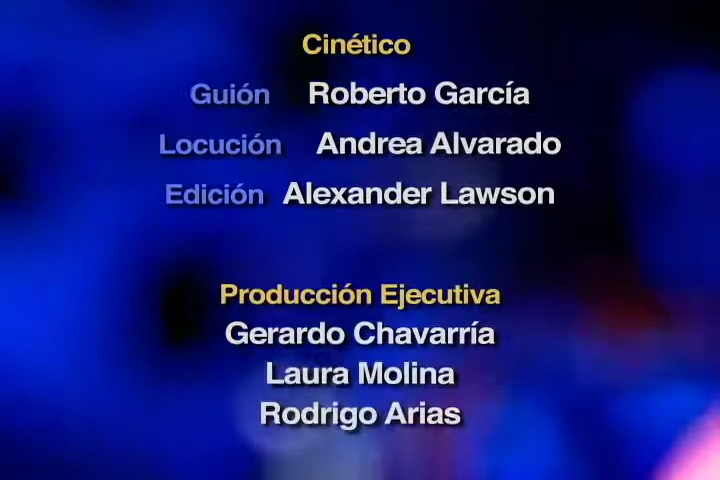 Cinético
Guión Roberto García
Locución Andrea Alvarado
Edición Alexander Lawson
Producción Ejecutiva
Gerardo Chavarría
Laura Molina
Rodrigo Arias